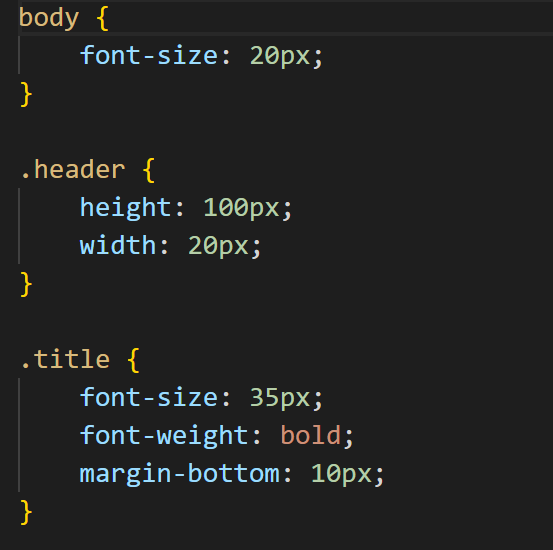 body {
    font-size: 20px;
}

.header {
    height: 100px;
    width: 20px;
}

.title {
    font-size: 35px;
    font-weight: bold;
    margin-bottom: 10px;
}